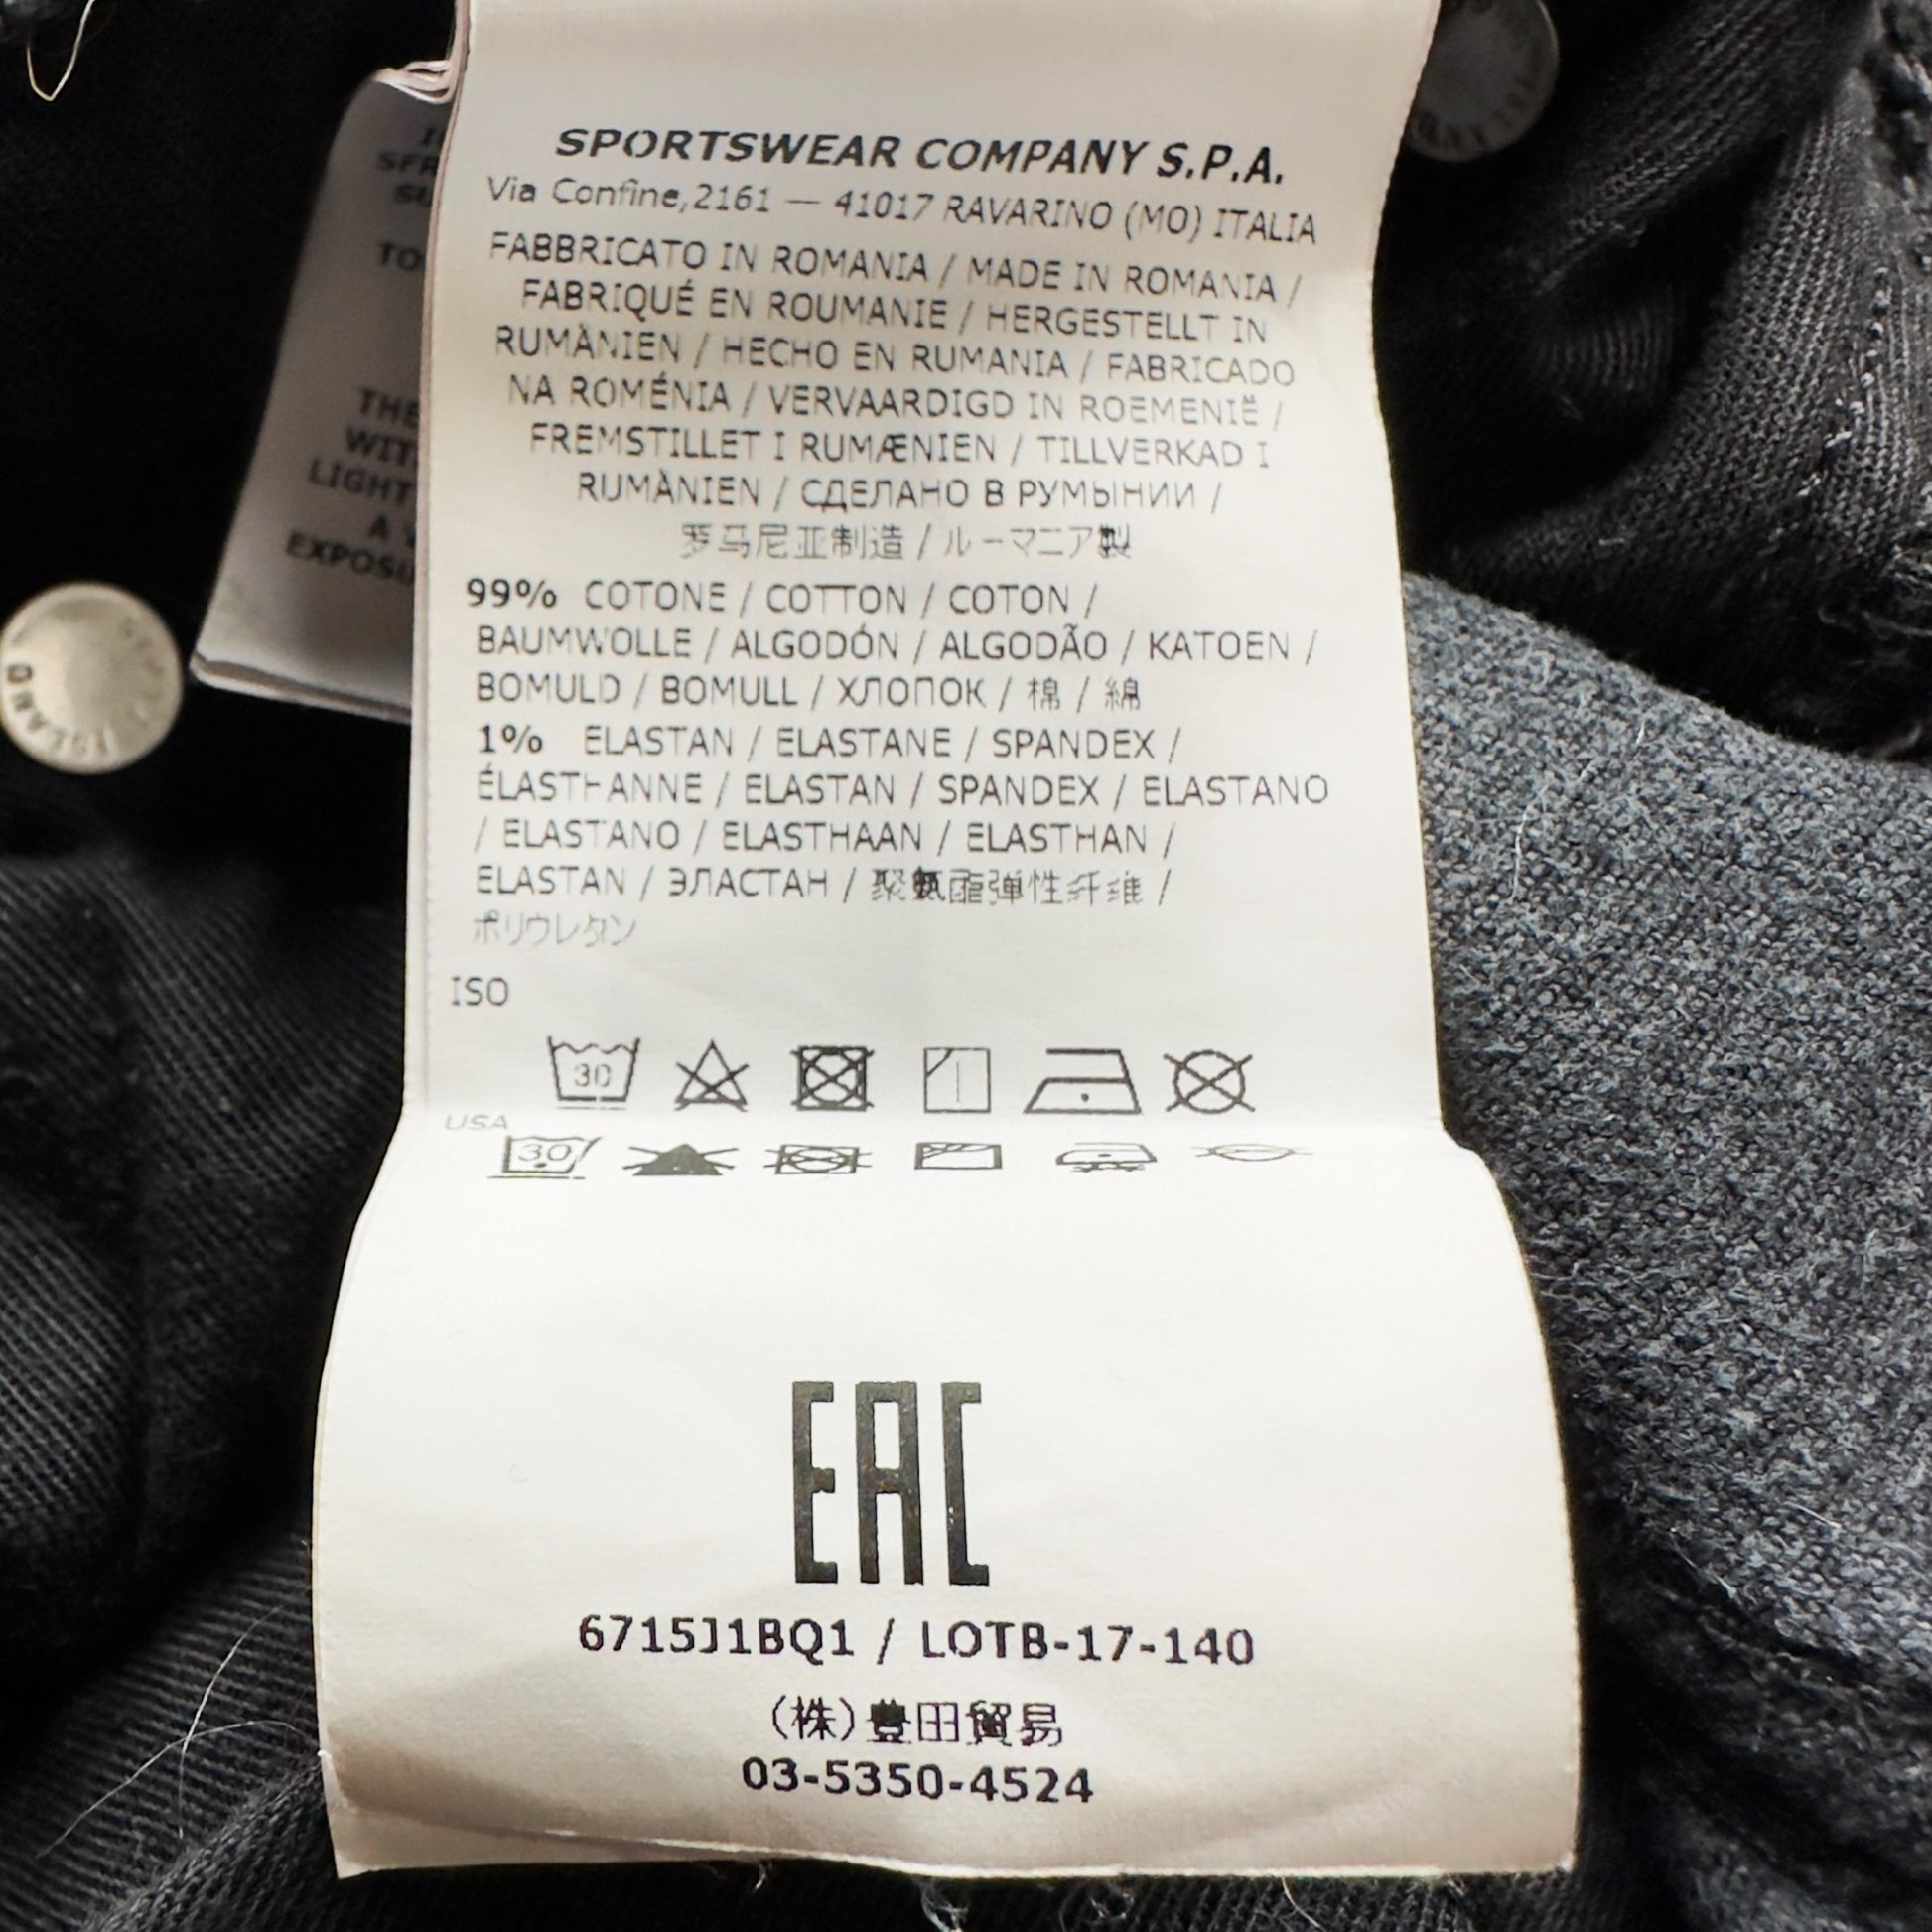 SPORTSWEAR COMPANY S.P.A.
Via Confine,2161 — 41017 RAVARINO (MO) ITALIA
FABBRICATO IN ROMANIA / MADE IN ROMANIA /
FABRIQUÉ EN ROUMANIE / HERGESTELLT IN
RUMÄNIEN / HECHO EN RUMANIA / FABRICADO
NA ROMÉNIA / VERVAARDIGD IN ROEMENIË /
FREMSTILLET I RUMÆNIEN / TILLVERKAD I
RUMÄNIEN / СДЕЛАНО В РУМЫНИИ /
罗马尼亚制造 / ルーマニア製
99% COTONE / COTTON / COTON /
BAUMWOLLE / ALGODÓN / ALGODÃO / KATOEN /
BOMULD / BOMULL / ХЛОПОК / 棉 / 綿
1% ELASTAN / ELASTANE / SPANDEX /
ÉLASTHANNE / ELASTAN / SPANDEX / ELASTANO
/ ELASTANO / ELASTHAAN / ELASTHAN /
ELASTAN / ЭЛАСТАН / 聚氨酯弹性纤维 /
ポリウレタン
ISO
30
USA
30
EAC
6715J1BQ1 / LOTB-17-140
(株)豊田貿易
03-5350-4524
TO
THE
LIGHT
A
ISLAND